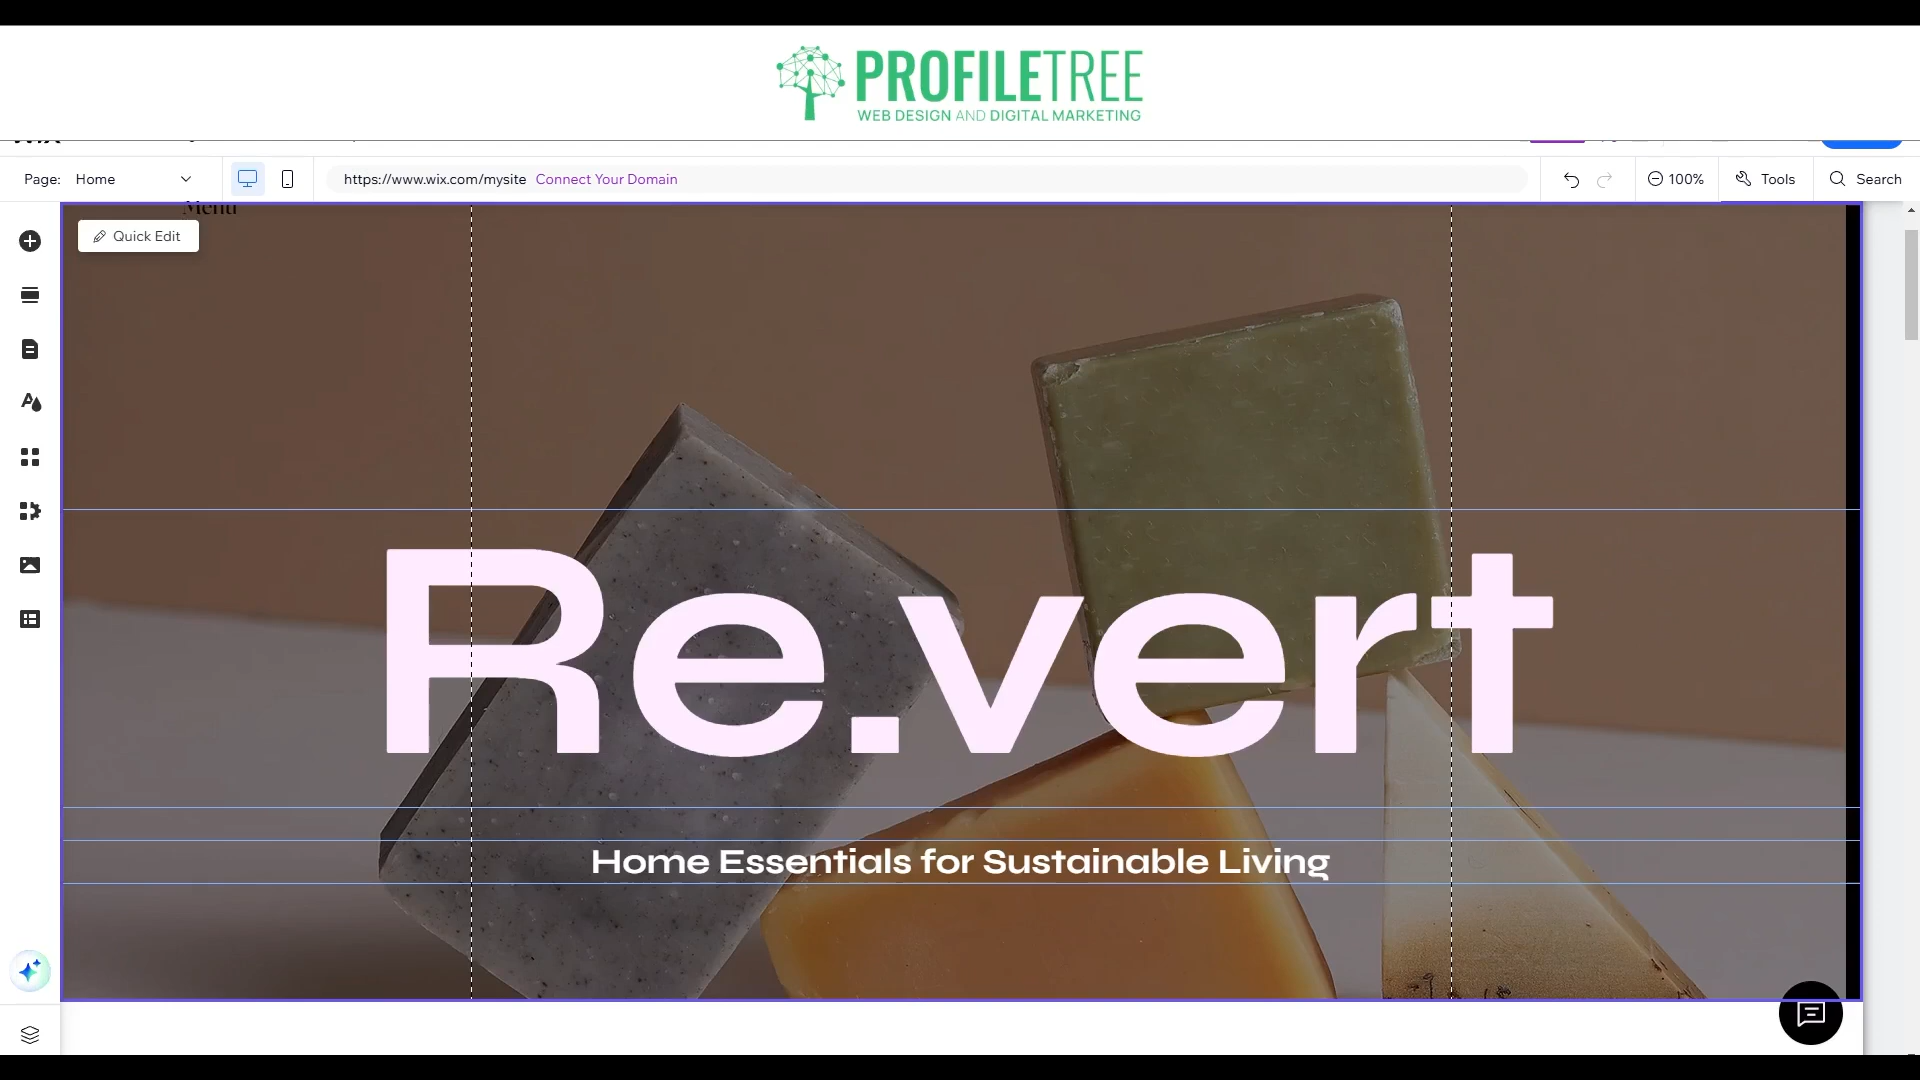 PROFILETREE
WEB DESIGN AND DIGITAL MARKETING
Page: Home
https://www.wix.com/mysite Connect Your Domain
100%
Tools
Search
Menu
Quick Edit
Re.vert
Home Essentials for Sustainable Living